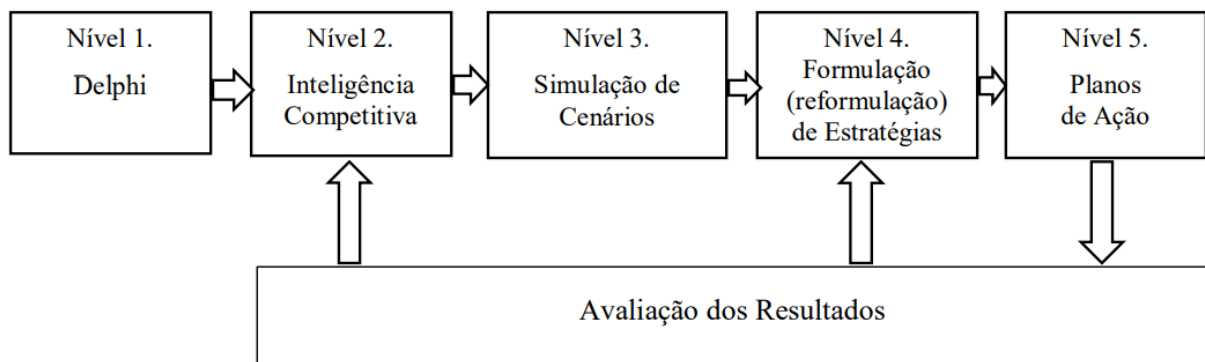 Nível 1.
Delphi
Nível 2.
Inteligência
Competitiva
Nível 3.
Simulação de
Cenários
Nível 4.
Formulação
(reformulação)
de Estratégias
Nível 5.
Planos
de Ação
Avaliação dos Resultados